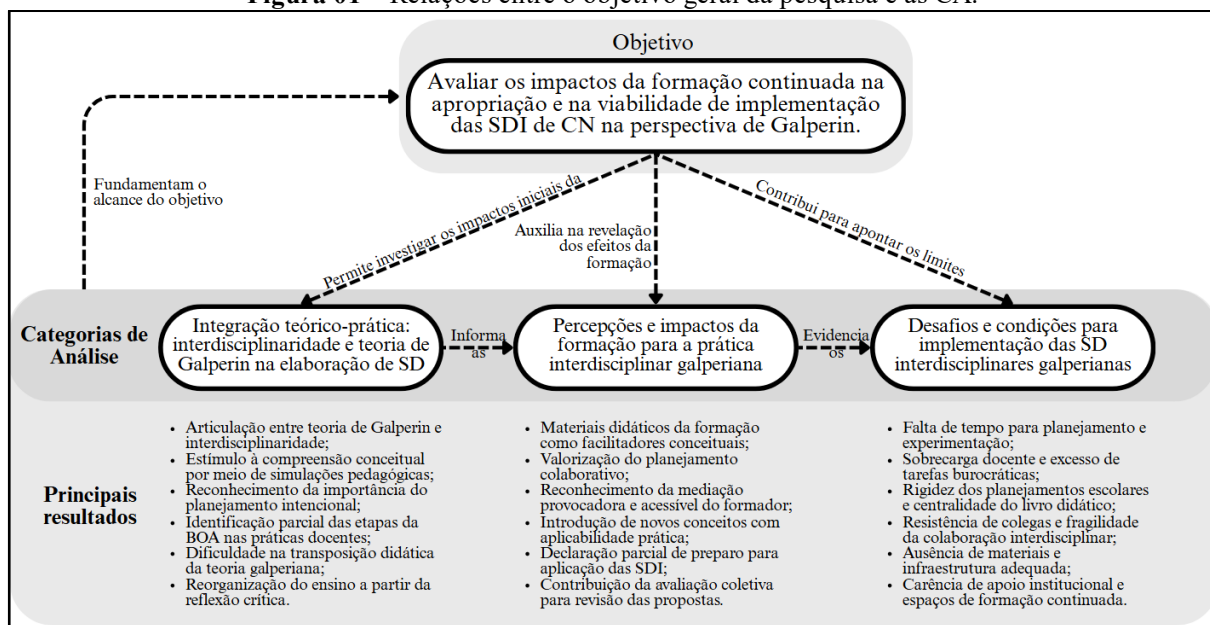 Figura 01 – Relações entre o objetivo geral da pesquisa e as CA.
Objetivo
Avaliar os impactos da formação continuada na
apropriação e na viabilidade de implementação
das SDI de CN na perspectiva de Galperin.
Fundamentam o
alcance do objetivo
Permite investigar os impactos iniciais da
Auxilia na revelação
dos efeitos da
formação
Contribui para apontar os limites
Categorias de
Análise
Integração teórico-prática:
interdisciplinaridade e teoria de
Galperin na elaboração de SD
Informa
as
Percepções e impactos da
formação para a prática
interdisciplinar galperiana
Evidencia
os
Desafios e condições para
implementação das SD
interdisciplinares galperianas
Principais
resultados
• Articulação entre teoria de Galperin e
interdisciplinaridade;
• Estímulo à compreensão conceitual
por meio de simulações pedagógicas;
• Reconhecimento da importância do
planejamento intencional;
• Identificação parcial das etapas da
BOA nas práticas docentes;
• Dificuldade na transposição didática
da teoria galperiana;
• Reorganização do ensino a partir da
reflexão crítica.
• Materiais didáticos da formação
como facilitadores conceituais;
• Valorização do planejamento
colaborativo;
• Reconhecimento da mediação
provocadora e acessível do formador;
• Introdução de novos conceitos com
aplicabilidade prática;
• Declaração parcial de preparo para
aplicação das SDI;
• Contribuição da avaliação coletiva
para revisão das propostas.
• Falta de tempo para planejamento e
experimentação;
• Sobrecarga docente e excesso de
tarefas burocráticas;
• Rigidez dos planejamentos escolares
e centralidade do livro didático;
• Resistência de colegas e fragilidade
da colaboração interdisciplinar;
• Ausência de materiais e
infraestrutura adequada;
• Carência de apoio institucional e
espaços de formação continuada.